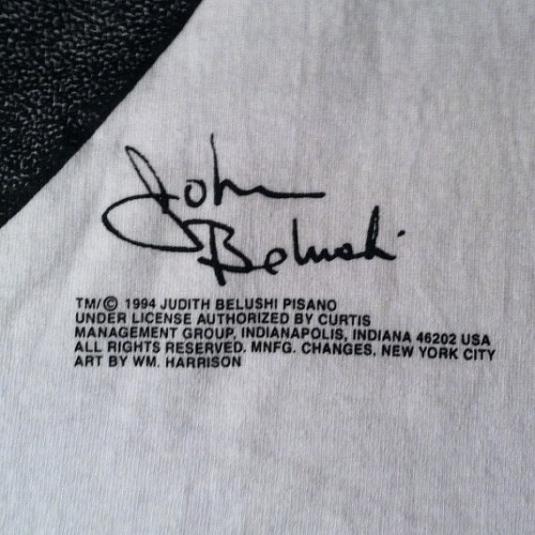 John
Belushi
TM/© 1994 JUDITH BELUSHI PISANO
UNDER LICENSE AUTHORIZED BY CURTIS
MANAGEMENT GROUP, INDIANAPOLIS, INDIANA 46202 USA
ALL RIGHTS RESERVED. MNFG. CHANGES, NEW YORK CITY
ART BY WM. HARRISON